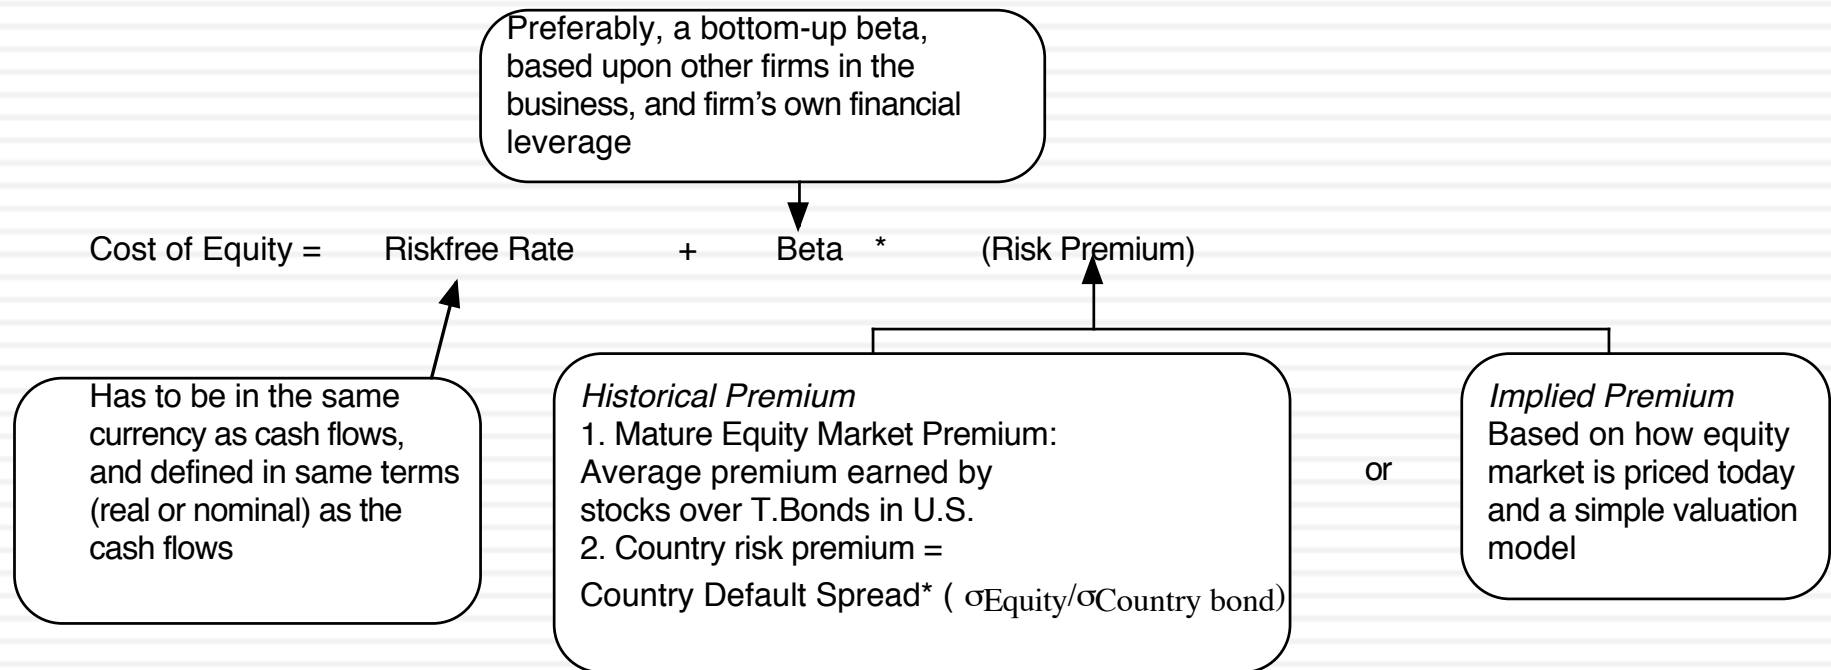 Preferably, a bottom-up beta,
based upon other firms in the
business, and firm’s own financial
leverage
Cost of Equity = Riskfree Rate + Beta * (Risk Premium)
Has to be in the same
currency as cash flows,
and defined in same terms
(real or nominal) as the
cash flows
Historical Premium
1. Mature Equity Market Premium:
Average premium earned by
stocks over T.Bonds in U.S.
2. Country risk premium =
Country Default Spread* ( σEquity/σCountry bond)
or
Implied Premium
Based on how equity
market is priced today
and a simple valuation
model